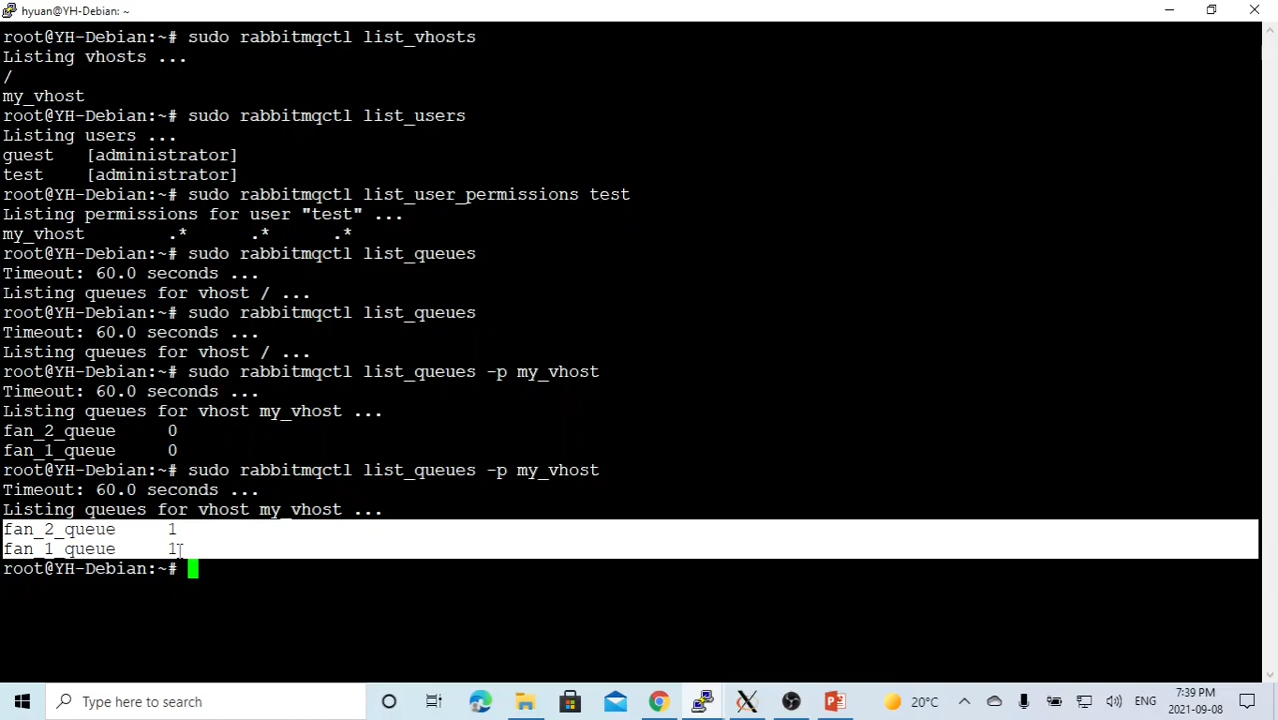 hyuan@YH-Debian: ~
root@YH-Debian:~# sudo rabbitmqctl list_vhosts
Listing vhosts ...
/
my_vhost
root@YH-Debian:~# sudo rabbitmqctl list_users
Listing users ...
guest [administrator]
test [administrator]
root@YH-Debian:~# sudo rabbitmqctl list_user_permissions test
Listing permissions for user "test" ...
my_vhost .* .* .*
root@YH-Debian:~# sudo rabbitmqctl list_queues
Timeout: 60.0 seconds ...
Listing queues for vhost / ...
root@YH-Debian:~# sudo rabbitmqctl list_queues
Timeout: 60.0 seconds ...
Listing queues for vhost / ...
root@YH-Debian:~# sudo rabbitmqctl list_queues -p my_vhost
Timeout: 60.0 seconds ...
Listing queues for vhost my_vhost ...
fan_2_queue 0
fan_1_queue 0
root@YH-Debian:~# sudo rabbitmqctl list_queues -p my_vhost
Timeout: 60.0 seconds ...
Listing queues for vhost my_vhost ...
fan_2_queue 1
fan_1_queue 1
root@YH-Debian:~#
Type here to search
20°C
ENG
7:39 PM
2021-09-08